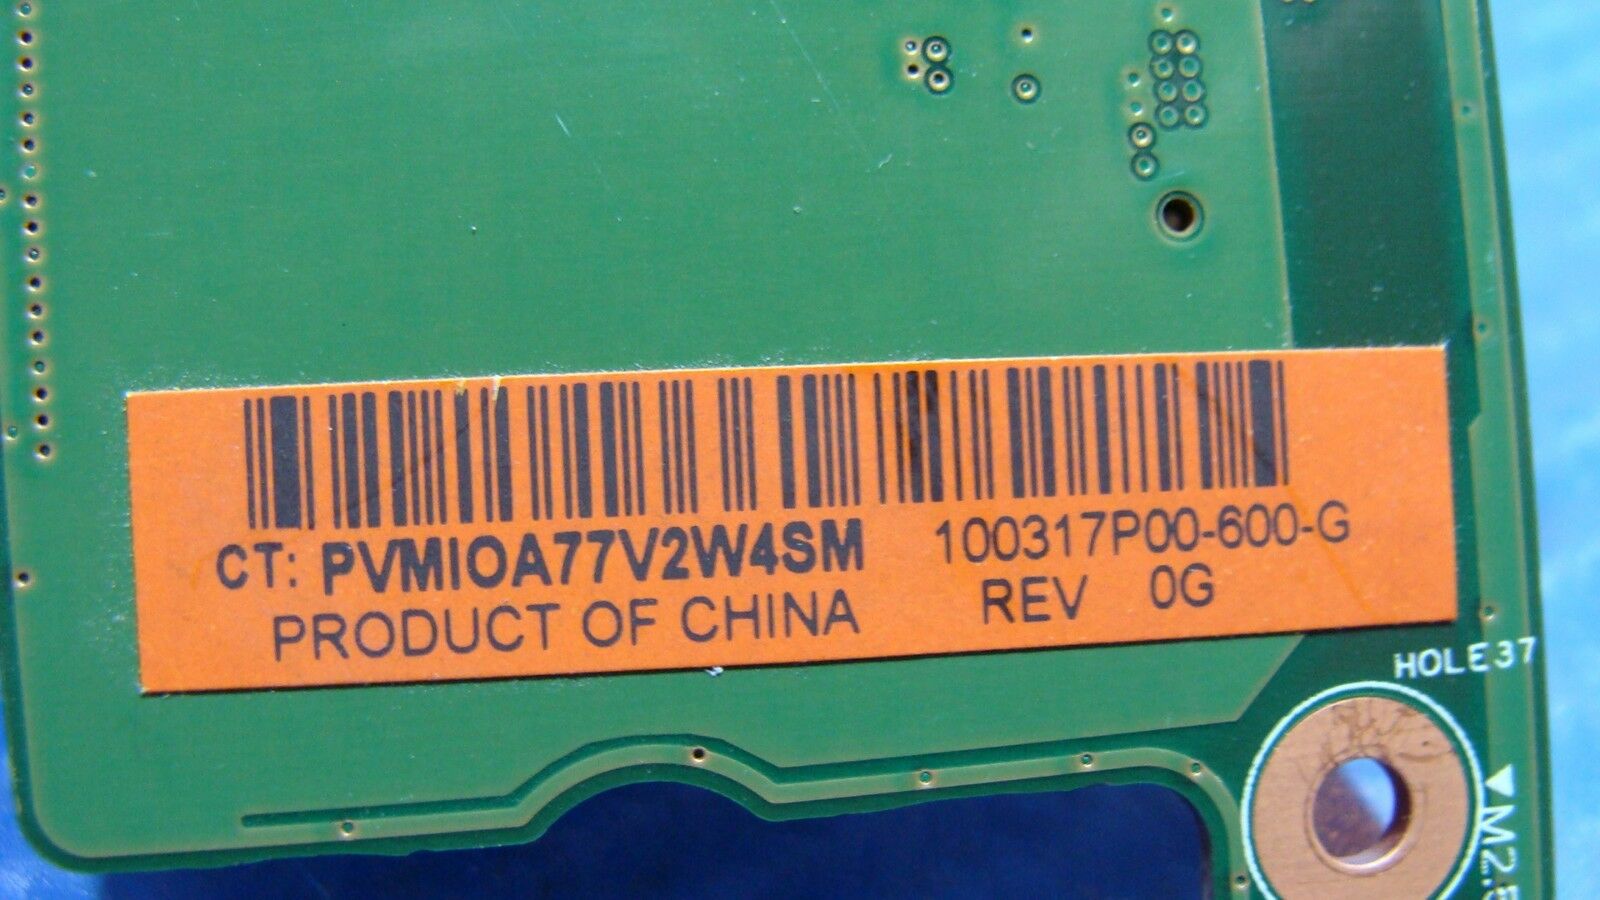 CT: PVMIOA77V2W4SM 100317P00-600-G
PRODUCT OF CHINA REV 0G
HOLE37